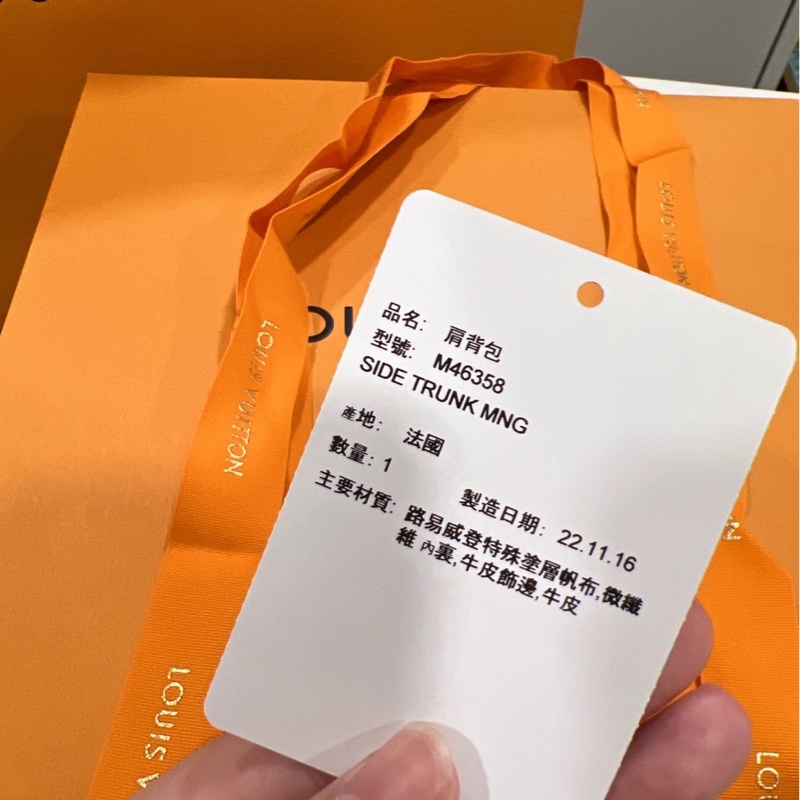 品名: 肩背包
型號: M46358
SIDE TRUNK MNG
產地: 法國
數量: 1
製造日期: 22.11.16
主要材質: 路易威登特殊塗層帆布,微纖
維 內裏,牛皮飾邊,牛皮
LOUIS VUITTON
LOUIS VUITTON
LOUIS V
LOUIS
OU